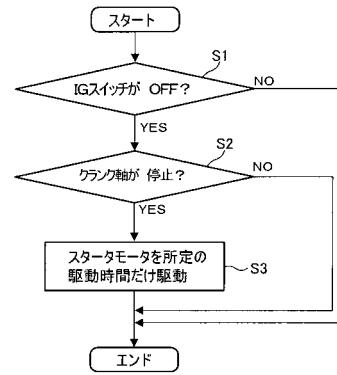 スタート
S1
IGスイッチが OFF?
NO
YES
S2
クランク軸が 停止?
NO
YES
スタータモータを所定の
駆動時間だけ駆動
S3
エンド